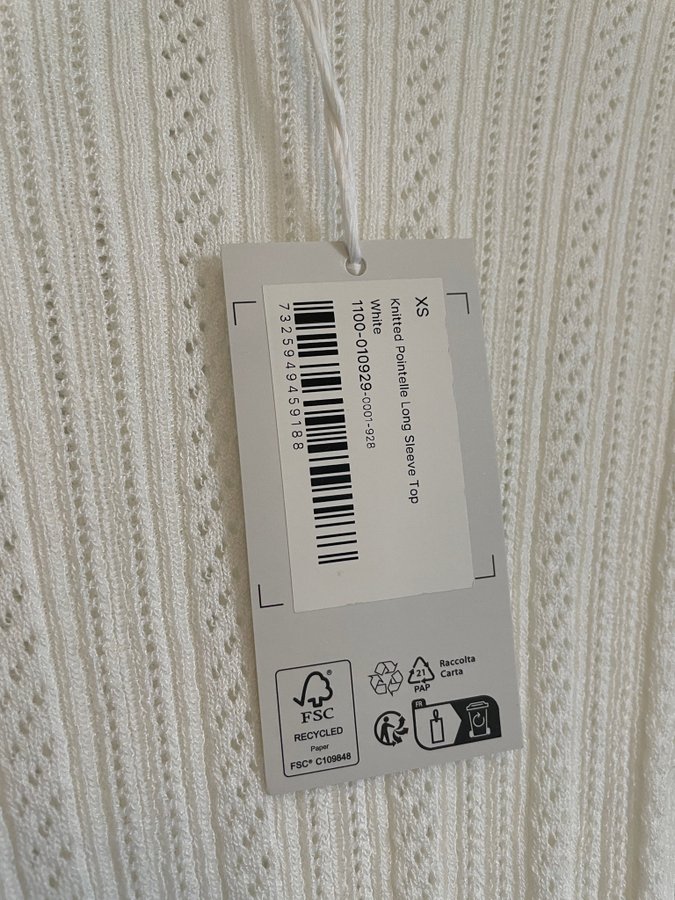 XS
Knitted Pointelle Long Sleeve Top
White
1100-010929-0001-928
7325949459188
FSC®
RECYCLED
Paper
FSC® C109848
21
PAP
Raccolta
Carta
FR